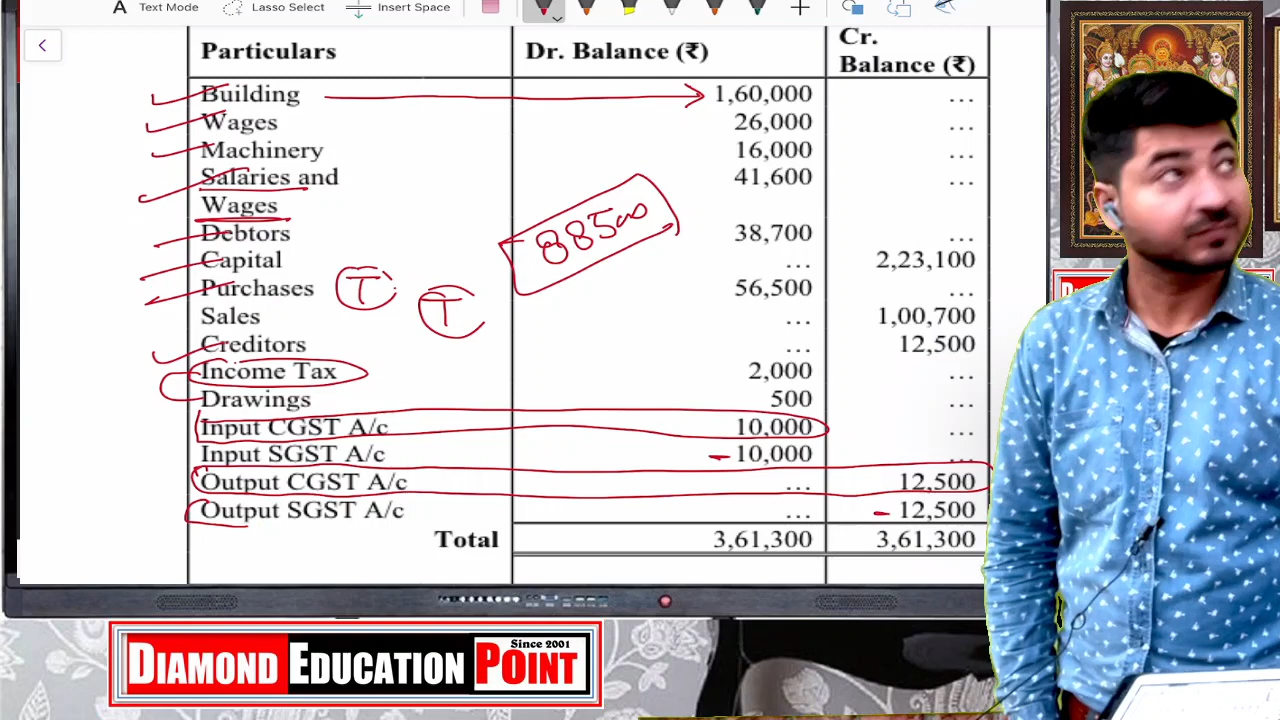 A Text Mode Lasso Select Insert Space
Particulars Dr. Balance (₹) Cr. Balance (₹)
Building 1,60,000 ...
Wages 26,000 ...
Machinery 16,000 ...
Salaries and Wages 41,600 ...
Debtors 38,700 ...
Capital ... 2,23,100
Purchases 56,500 ...
Sales ... 1,00,700
Creditors ... 12,500
Income Tax 2,000 ...
Drawings 500 ...
Input CGST A/c 10,000 ...
Input SGST A/c 10,000 ...
Output CGST A/c ... 12,500
Output SGST A/c ... 12,500
Total 3,61,300 3,61,300
88500
T
T
Since 2001
DIAMOND EDUCATION POINT